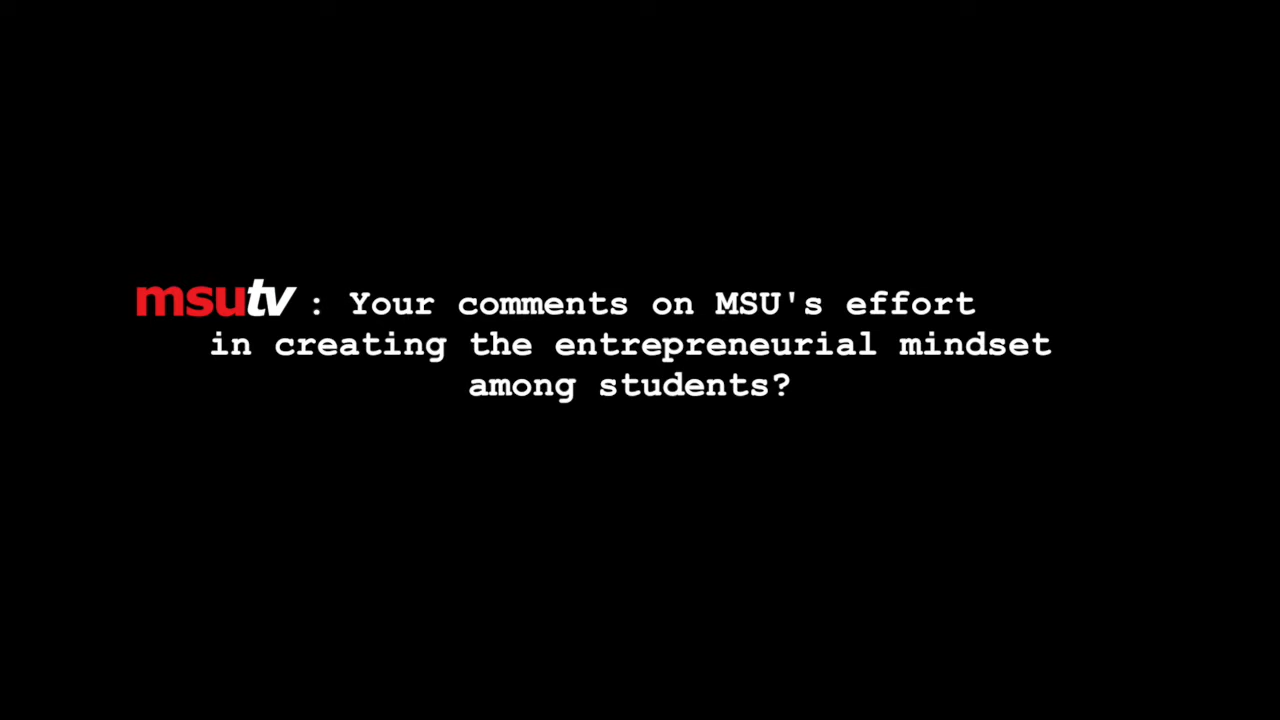 msutv : Your comments on MSU's effort
in creating the entrepreneurial mindset
among students?